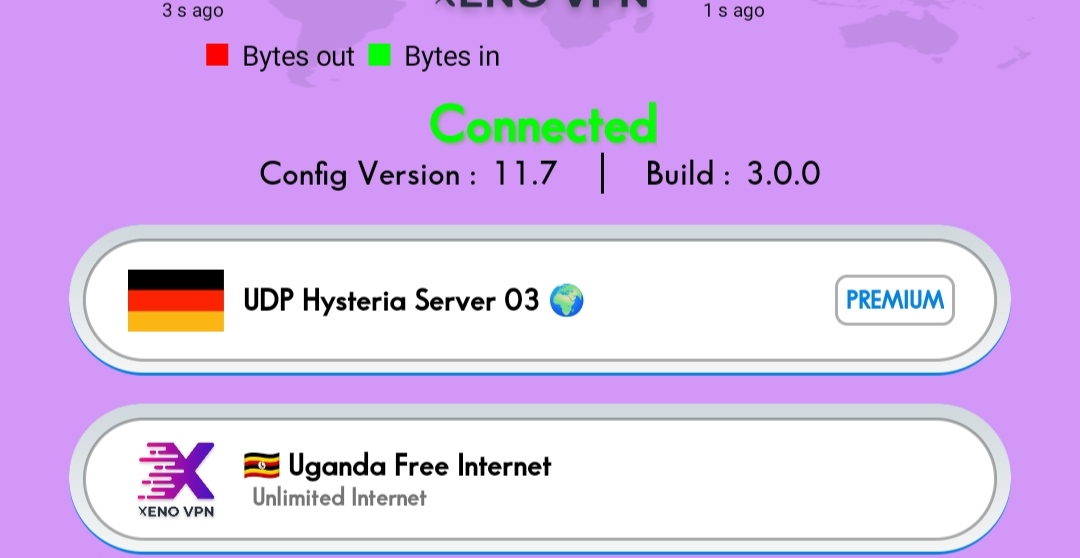 XENO VPN
3 s ago 1 s ago
Bytes out Bytes in
Connected
Config Version : 11.7 | Build : 3.0.0
UDP Hysteria Server 03 🌍 PREMIUM
🇺🇬 Uganda Free Internet
Unlimited Internet
XENO VPN